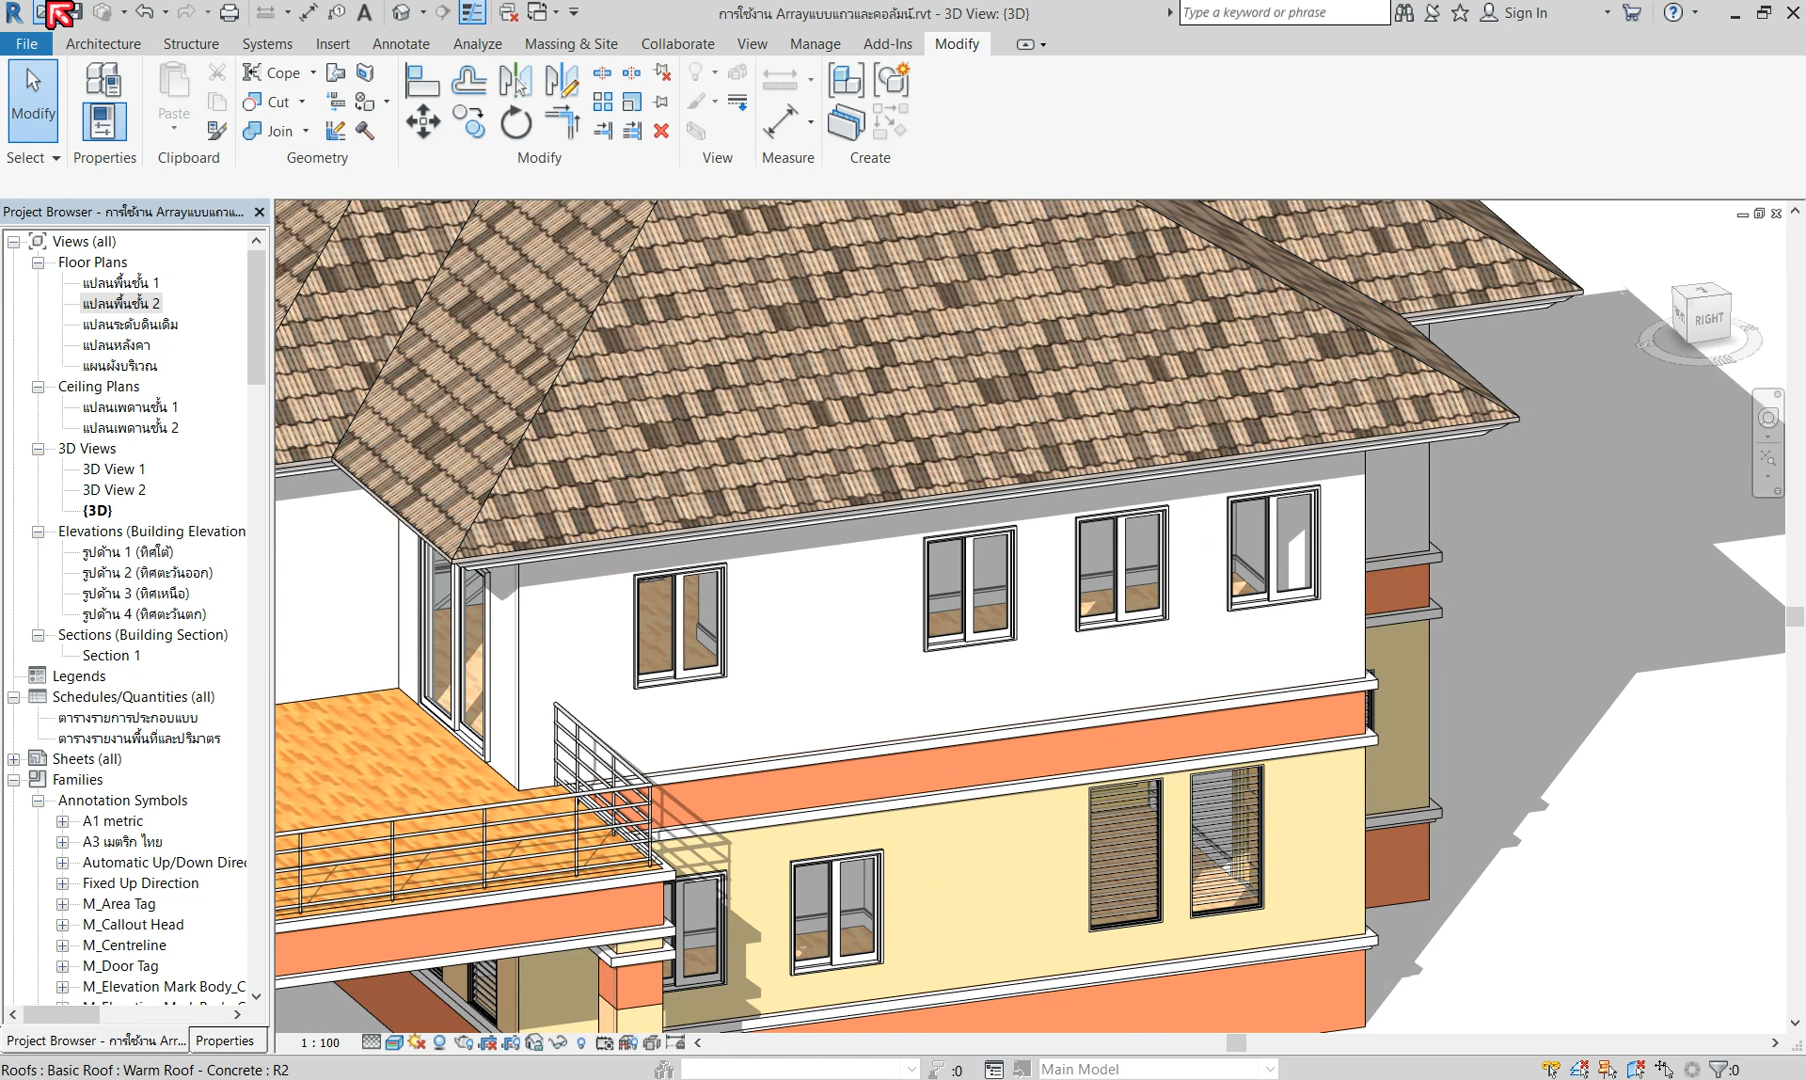 การใช้งาน Arrayแบบแถวและคอลัมน์.rvt - 3D View: {3D}
Type a keyword or phrase
Sign In
File
Architecture
Structure
Systems
Insert
Annotate
Analyze
Massing & Site
Collaborate
View
Manage
Add-Ins
Modify
Modify
Paste
Cope
Cut
Join
Select
Properties
Clipboard
Geometry
Modify
View
Measure
Create
Project Browser - การใช้งาน Arrayแบบแถว...
Views (all)
Floor Plans
แปลนพื้นชั้น 1
แปลนพื้นชั้น 2
แปลนระดับดินเดิม
แปลนหลังคา
แผนผังบริเวณ
Ceiling Plans
แปลนเพดานชั้น 1
แปลนเพดานชั้น 2
3D Views
3D View 1
3D View 2
{3D}
Elevations (Building Elevation
รูปด้าน 1 (ทิศใต้)
รูปด้าน 2 (ทิศตะวันออก)
รูปด้าน 3 (ทิศเหนือ)
รูปด้าน 4 (ทิศตะวันตก)
Sections (Building Section)
Section 1
Legends
Schedules/Quantities (all)
ตารางรายการประกอบแบบ
ตารางรายงานพื้นที่และปริมาตร
Sheets (all)
Families
Annotation Symbols
A1 metric
A3 เมตริก ไทย
Automatic Up/Down Direc
Fixed Up Direction
M_Area Tag
M_Callout Head
M_Centreline
M_Door Tag
M_Elevation Mark Body_C
RIGHT
Project Browser - การใช้งาน Arr...
Properties
1 : 100
Roofs : Basic Roof : Warm Roof - Concrete : R2
:0
Main Model
:0